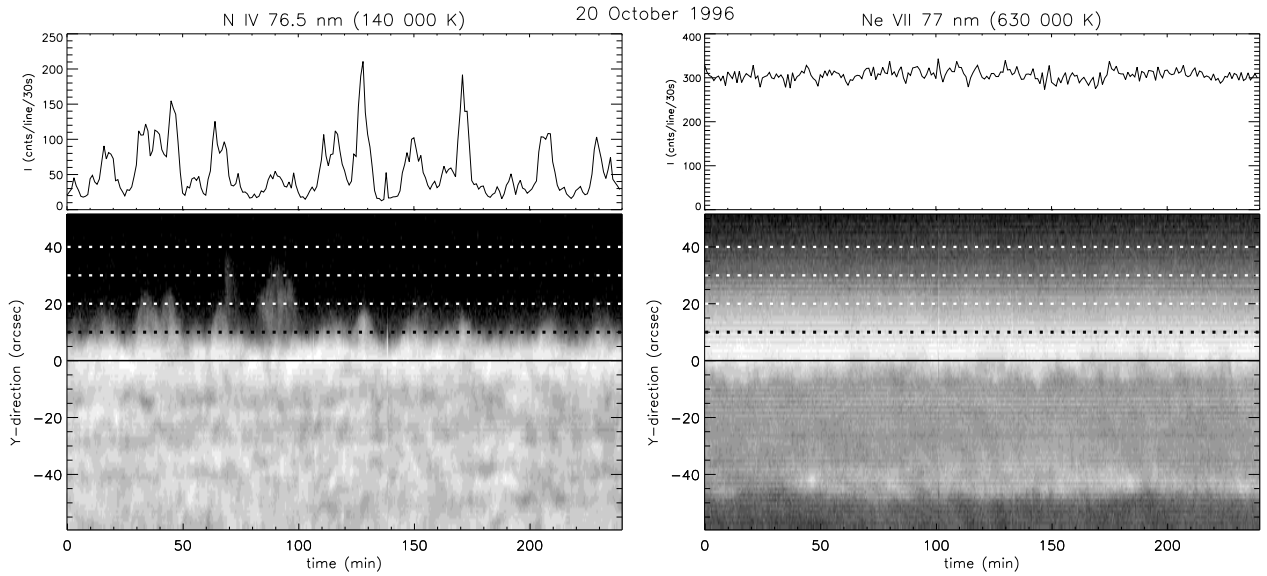 20 October 1996
N IV 76.5 nm (140 000 K)
Ne VII 77 nm (630 000 K)
I (cnts/line/30s)
250
200
150
100
50
0
I (cnts/line/30s)
400
300
200
100
0
Y-direction (arcsec)
40
20
0
-20
-40
Y-direction (arcsec)
40
20
0
-20
-40
0 50 100 150 200
time (min)
0 50 100 150 200
time (min)